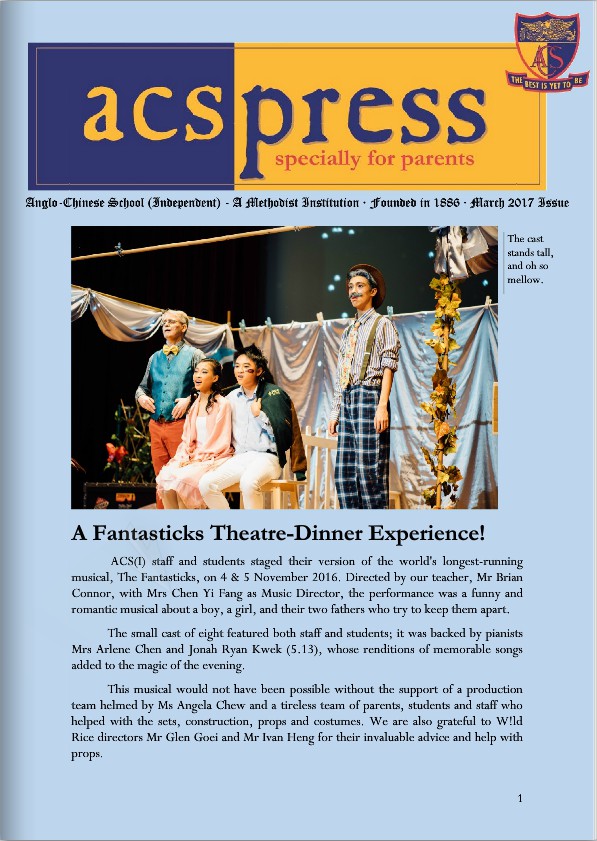 ACS
THE BEST IS YET TO BE
acspress
specially for parents
Anglo-Chinese School (Independent) - A Methodist Institution · Founded in 1886 · March 2017 Issue
The cast
stands tall,
and oh so
mellow.
A Fantasticks Theatre-Dinner Experience!
ACS(I) staff and students staged their version of the world's longest-running
musical, The Fantasticks, on 4 & 5 November 2016. Directed by our teacher, Mr Brian
Connor, with Mrs Chen Yi Fang as Music Director, the performance was a funny and
romantic musical about a boy, a girl, and their two fathers who try to keep them apart.
The small cast of eight featured both staff and students; it was backed by pianists
Mrs Arlene Chen and Jonah Ryan Kwek (5.13), whose renditions of memorable songs
added to the magic of the evening.
This musical would not have been possible without the support of a production
team helmed by Ms Angela Chew and a tireless team of parents, students and staff who
helped with the sets, construction, props and costumes. We are also grateful to W!ld
Rice directors Mr Glen Goei and Mr Ivan Heng for their invaluable advice and help with
props.
1